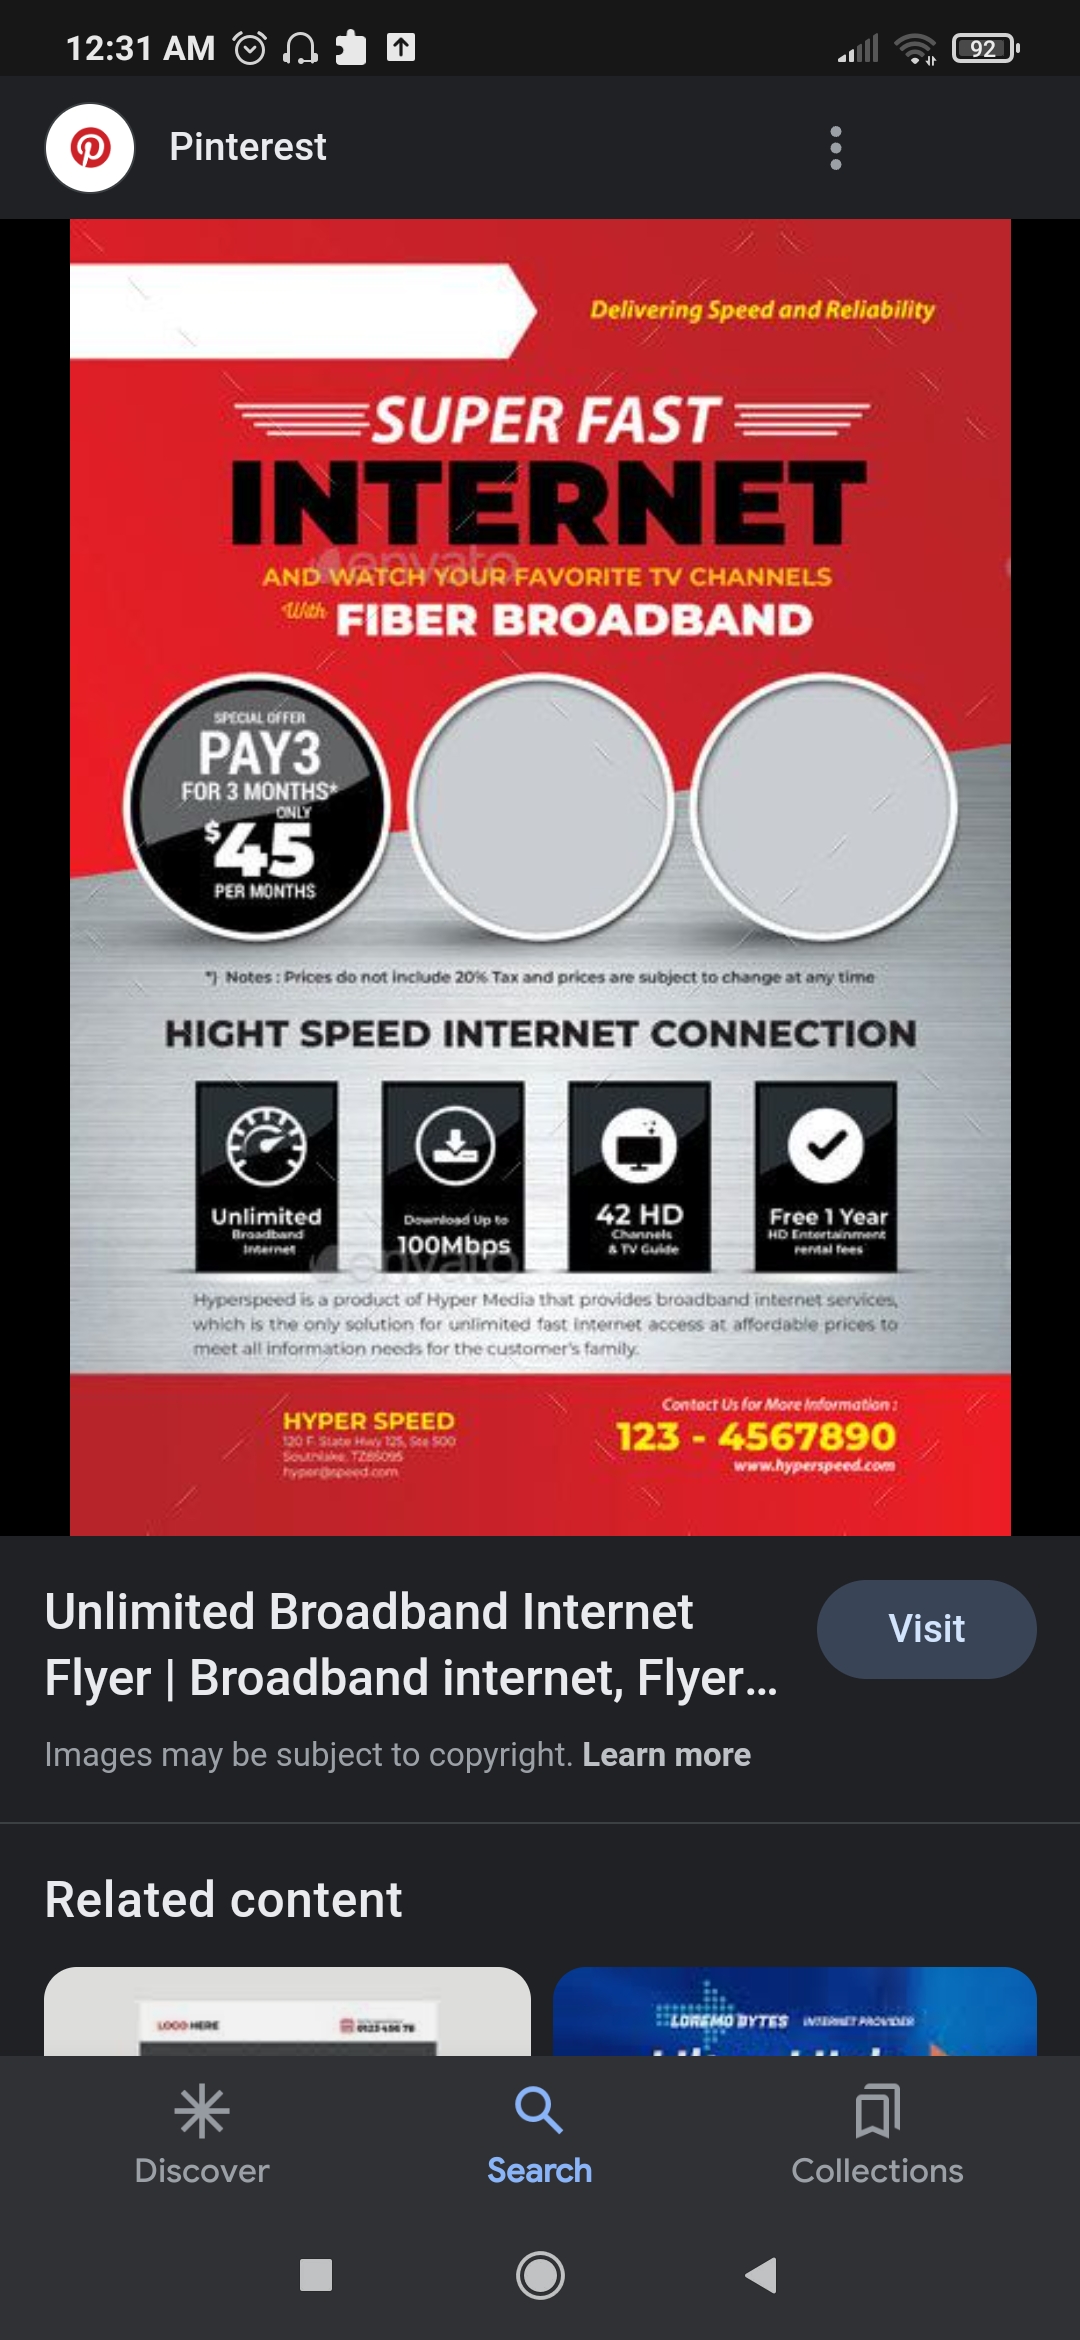 12:31 AM
92
Pinterest
Delivering Speed and Reliability
SUPER FAST
INTERNET
envato
AND WATCH YOUR FAVORITE TV CHANNELS
With FIBER BROADBAND
SPECIAL OFFER
PAY3
FOR 3 MONTHS*
ONLY
$45
PER MONTHS
*) Notes : Prices do not include 20% Tax and prices are subject to change at any time
HIGHT SPEED INTERNET CONNECTION
Unlimited
Broadband
Internet
Download Up to
100Mbps
42 HD
Channels
& TV Guide
Free 1 Year
HD Entertainment
rental fees
envato
Hyperspeed is a product of Hyper Media that provides broadband internet services,
which is the only solution for unlimited fast internet access at affordable prices to
meet all information needs for the customer's family.
HYPER SPEED
120 F. State Hwy 125, Ste 500
Southlake, TZ85095
hyper@speed.com
Contact Us for More Information :
123 - 4567890
www.hyperspeed.com
Unlimited Broadband Internet
Flyer | Broadband internet, Flyer...
Visit
Images may be subject to copyright. Learn more
Related content
LOGO HERE
0123 456 78
LOREMO BYTES INTERNET PROVIDER
Discover
Search
Collections